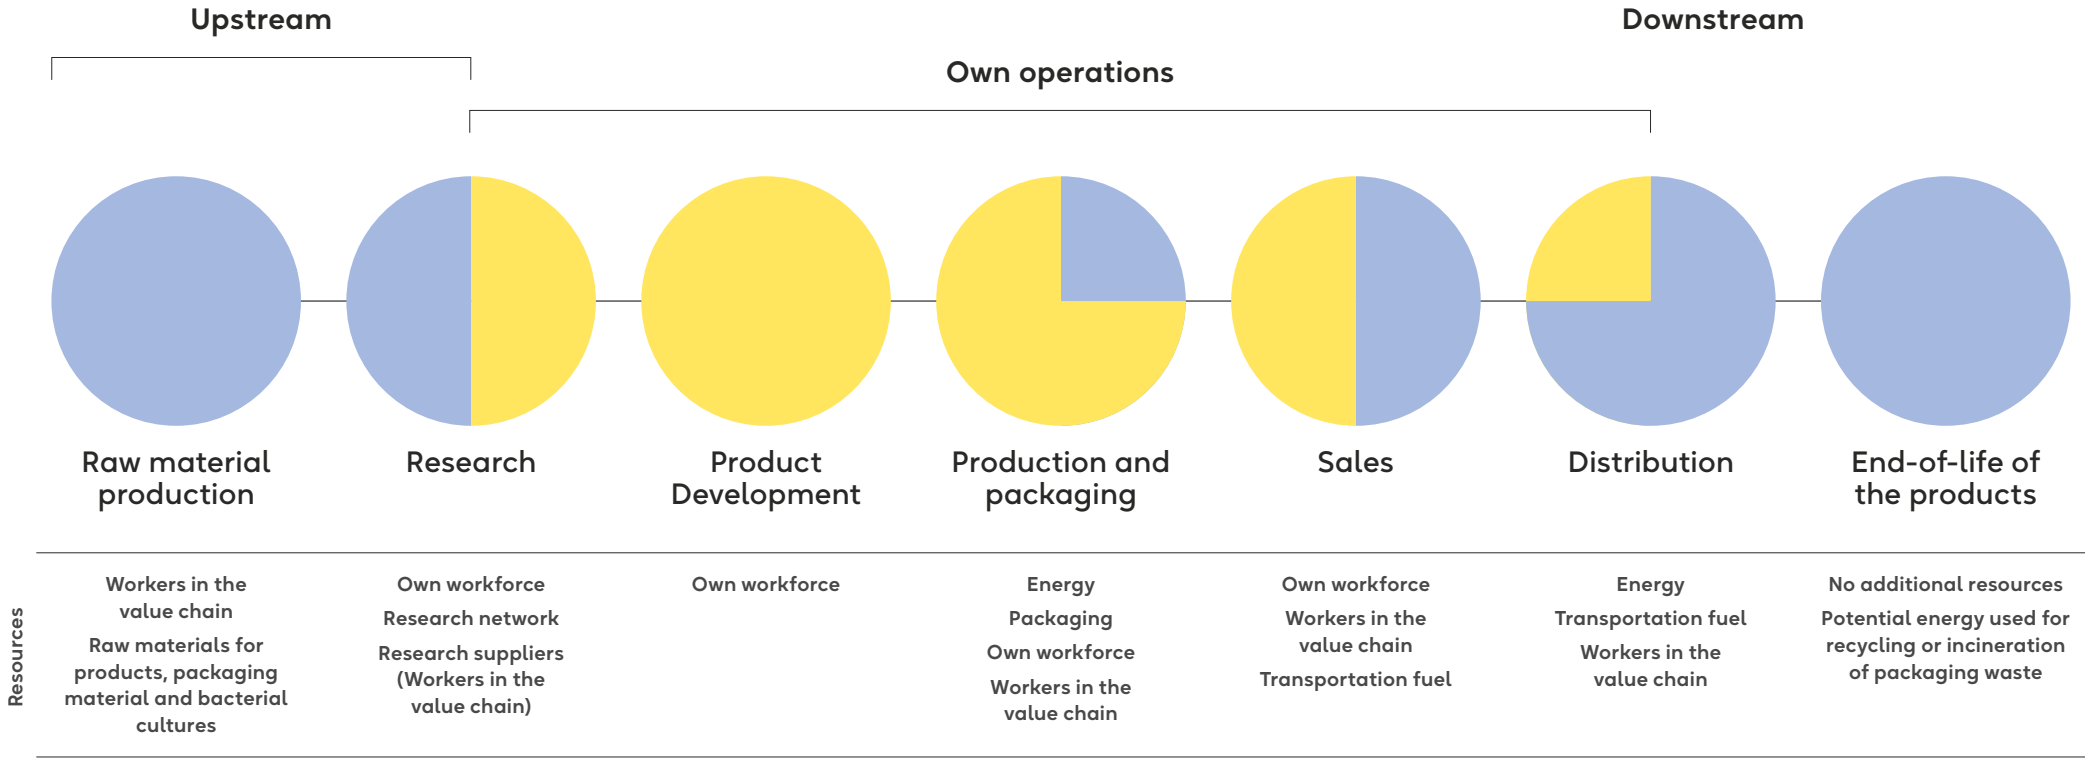 Upstream
Downstream
Own operations
Raw material
production
Research
Product
Development
Production and
packaging
Sales
Distribution
End-of-life of
the products
Resources
Workers in the
value chain
Raw materials for
products, packaging
material and bacterial
cultures
Own workforce
Research network
Research suppliers
(Workers in the
value chain)
Own workforce
Energy
Packaging
Own workforce
Workers in the
value chain
Own workforce
Workers in the
value chain
Transportation fuel
Energy
Transportation fuel
Workers in the
value chain
No additional resources
Potential energy used for
recycling or incineration
of packaging waste